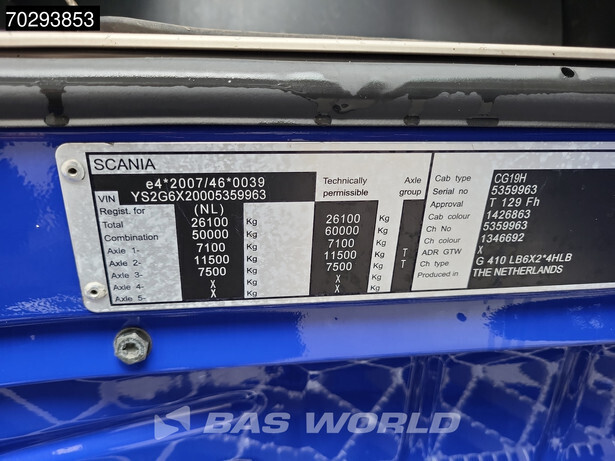 70293853
SCANIA
e4*2007/46*0039
VIN YS2G6X20005359963
Technically permissible Axle group
Regist. for (NL)
Total 26100 Kg 26100 Kg
Combination 50000 Kg 60000 Kg
Axle 1- 7100 Kg 7100 Kg
Axle 2- 11500 Kg 11500 Kg T
Axle 3- 7500 Kg 7500 Kg T
Axle 4- X Kg X Kg
Axle 5- X Kg X Kg
Cab type CG19H
Serial no 5359963
Approval T 129 Fh
Cab colour 1426863
Ch No 5359963
Ch colour 1346692
ADR GTW X
Ch type G 410 LB6X2*4HLB
Produced in THE NETHERLANDS
BAS WORLD